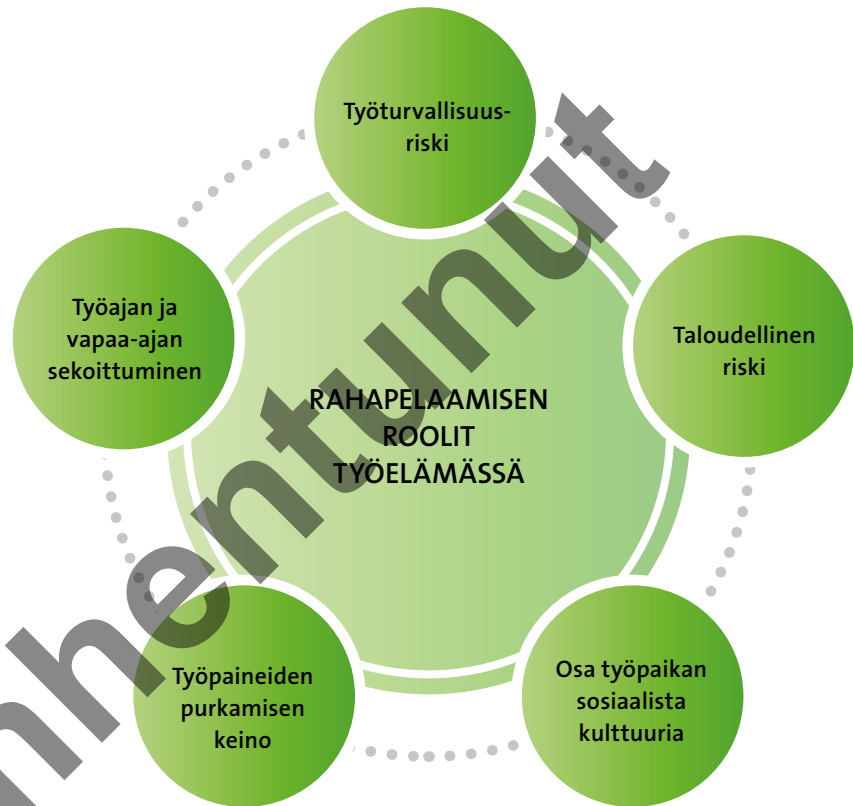 Työturvallisuus-
riski
Työajan ja
vapaa-ajan
sekoittuminen
Taloudellinen
riski
RAHAPELAAMISEN
ROOLIT
TYÖELÄMÄSSÄ
Työpaineiden
purkamisen
keino
Osa työpaikan
sosiaalista
kulttuuria
nhentunut